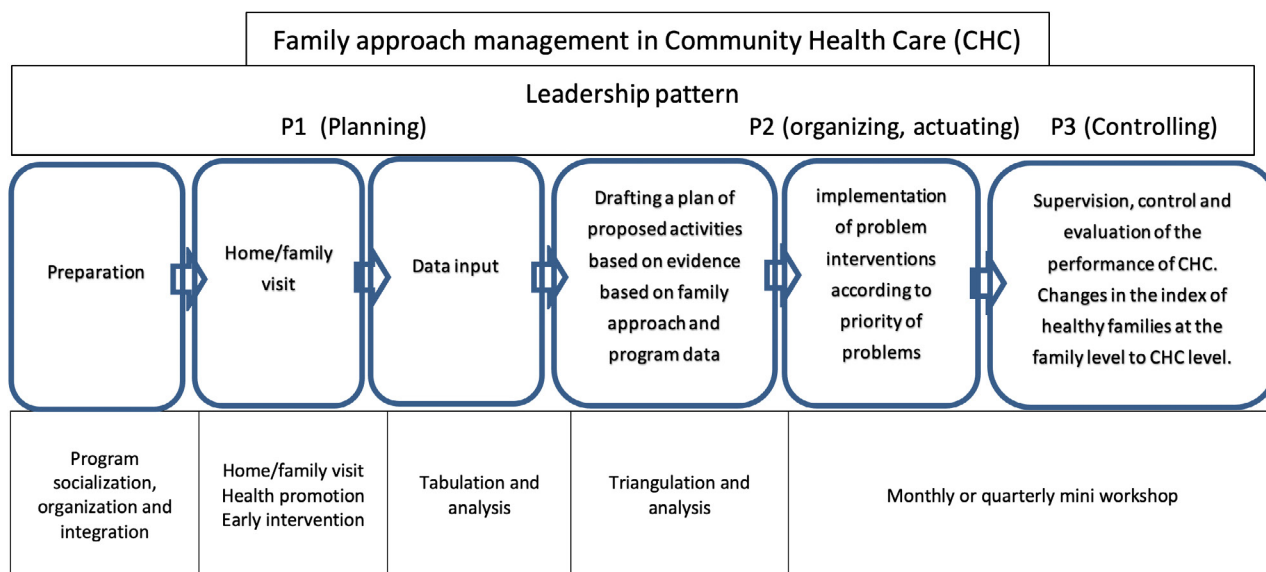 Family approach management in Community Health Care (CHC)
Leadership pattern
P1 (Planning)
P2 (organizing, actuating)
P3 (Controlling)
Preparation
Home/family
visit
Data input
Drafting a plan of
proposed activities
based on evidence
based on family
approach and
program data
implementation
of problem
interventions
according to
priority of
problems
Supervision, control and
evaluation of the
performance of CHC.
Changes in the index of
healthy families at the
family level to CHC level.
Program
socialization,
organization and
integration
Home/family visit
Health promotion
Early intervention
Tabulation and
analysis
Triangulation and
analysis
Monthly or quarterly mini workshop